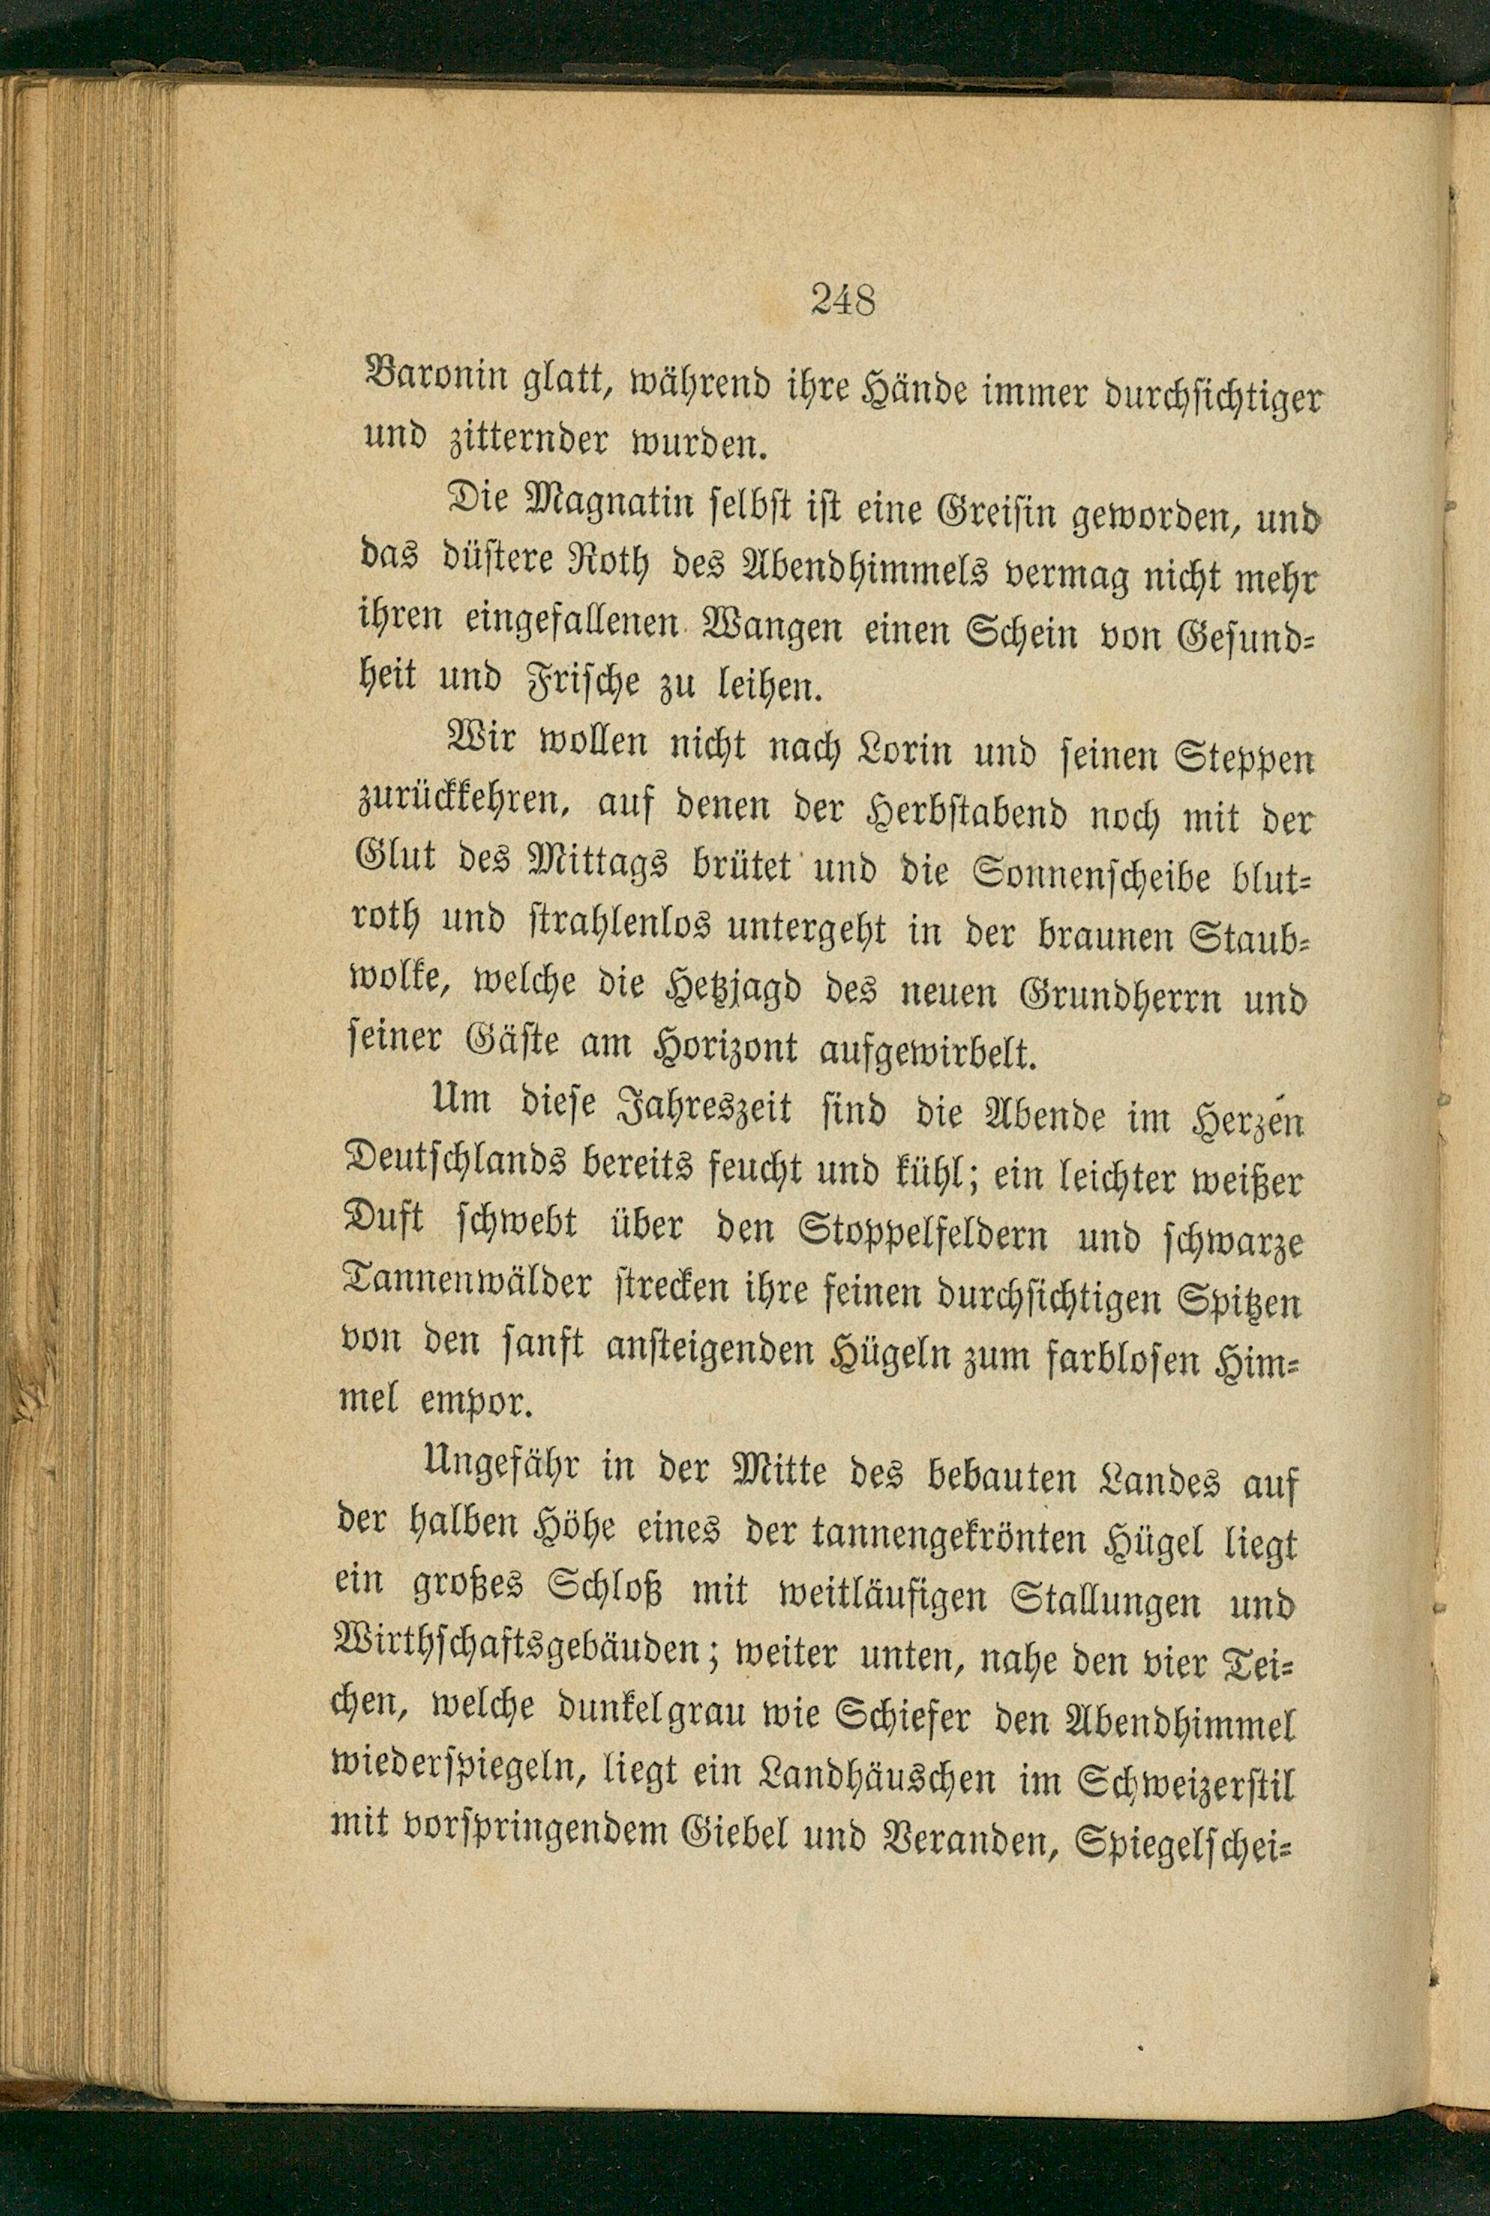 248
Baronin glatt, während ihre Hände immer durchsichtiger
und zitternder wurden.
Die Magnatin selbst ist eine Greisin geworden, und
das düstere Roth des Abendhimmels vermag nicht mehr
ihren eingefallenen Wangen einen Schein von Gesund-
heit und Frische zu leihen.
Wir wollen nicht nach Lorin und seinen Steppen
zurückkehren, auf denen der Herbstabend noch mit der
Glut des Mittags brütet und die Sonnenscheibe blut-
roth und strahlenlos untergeht in der braunen Staub-
wolke, welche die Hetzjagd des neuen Grundherrn und
seiner Gäste am Horizont aufgewirbelt.
Um diese Jahreszeit sind die Abende im Herzen
Deutschlands bereits feucht und kühl; ein leichter weißer
Duft schwebt über den Stoppelfeldern und schwarze
Tannenwälder strecken ihre feinen durchsichtigen Spitzen
von den sanft ansteigenden Hügeln zum farblosen Him-
mel empor.
Ungefähr in der Mitte des bebauten Landes auf
der halben Höhe eines der tannengekrönten Hügel liegt
ein großes Schloß mit weitläufigen Stallungen und
Wirthschaftsgebäuden; weiter unten, nahe den vier Tei-
chen, welche dunkelgrau wie Schiefer den Abendhimmel
wiederspiegeln, liegt ein Landhäuschen im Schweizerstil
mit vorspringendem Giebel und Veranden, Spiegelschei-